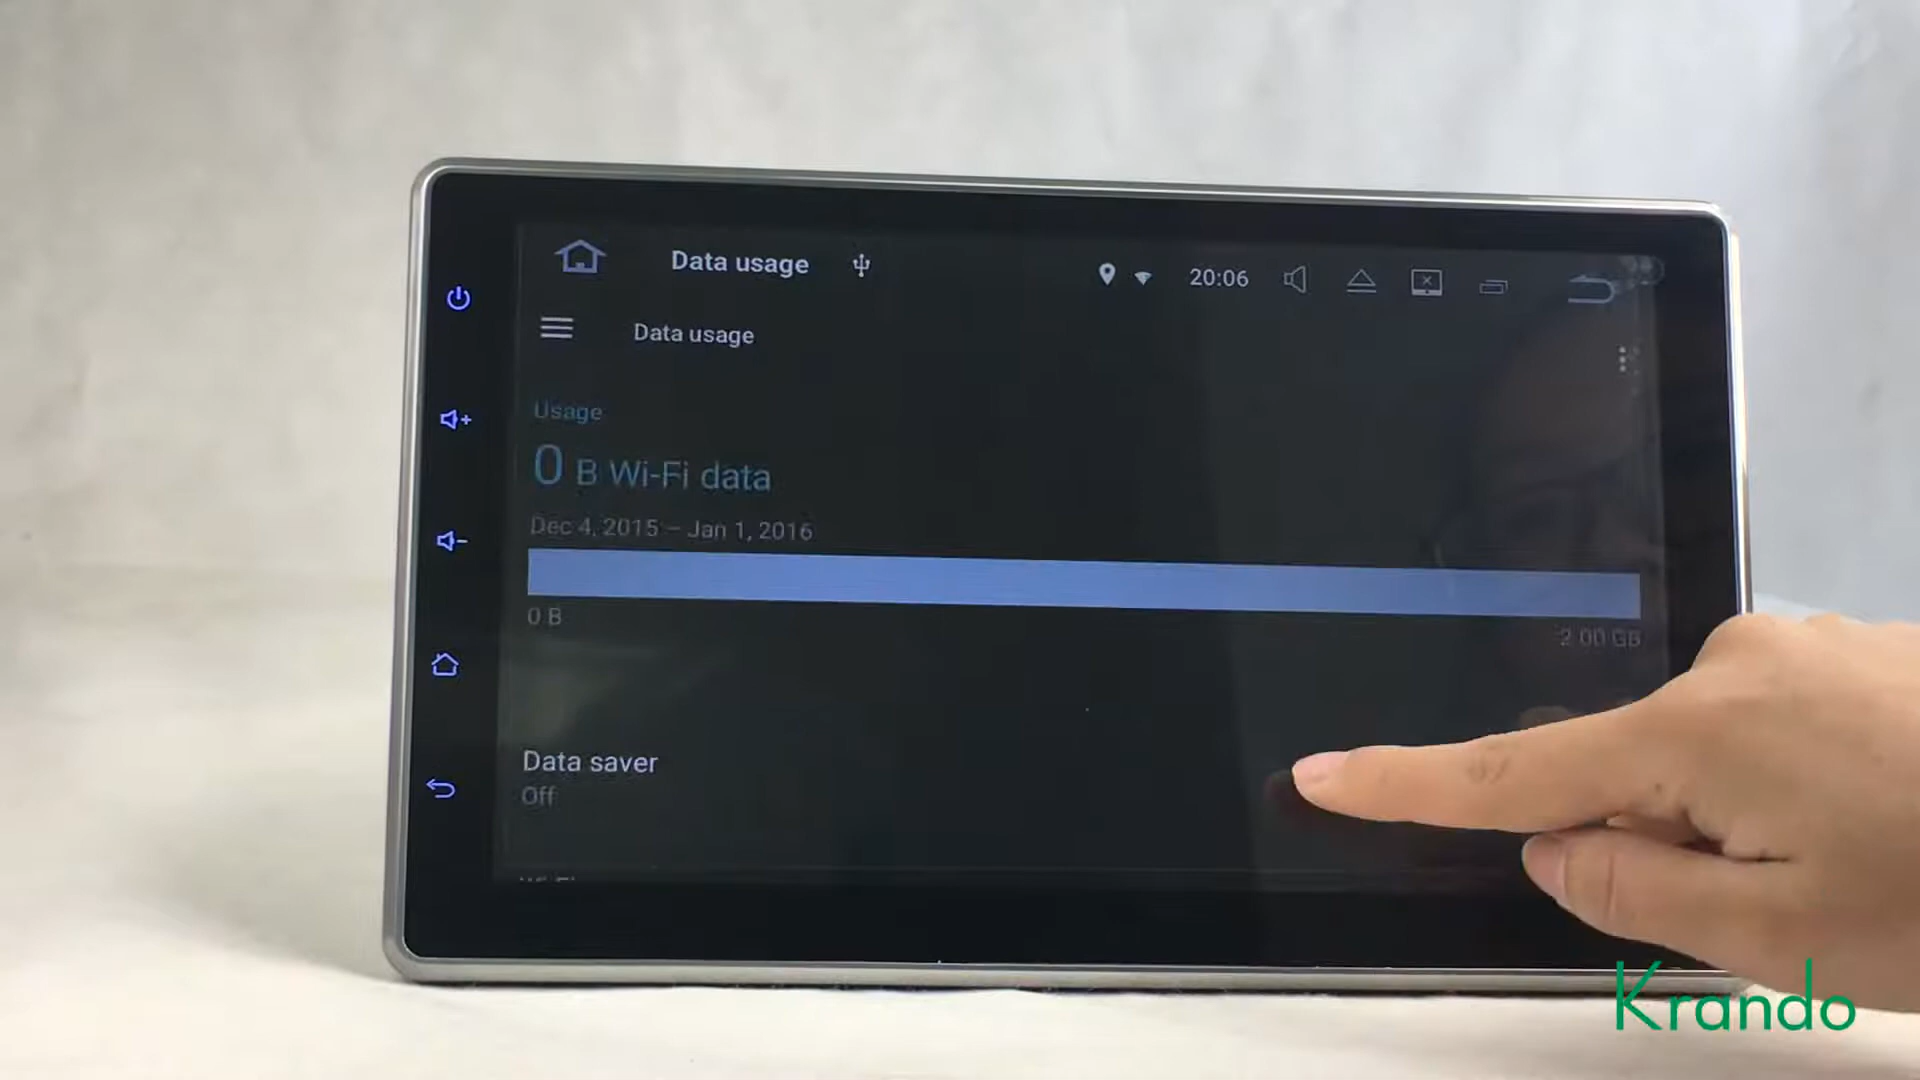 Data usage
20:06
Data usage
Usage
0 B Wi-Fi data
Dec 4, 2015 – Jan 1, 2016
0 B
2.00 GB
Data saver
Off
Krando